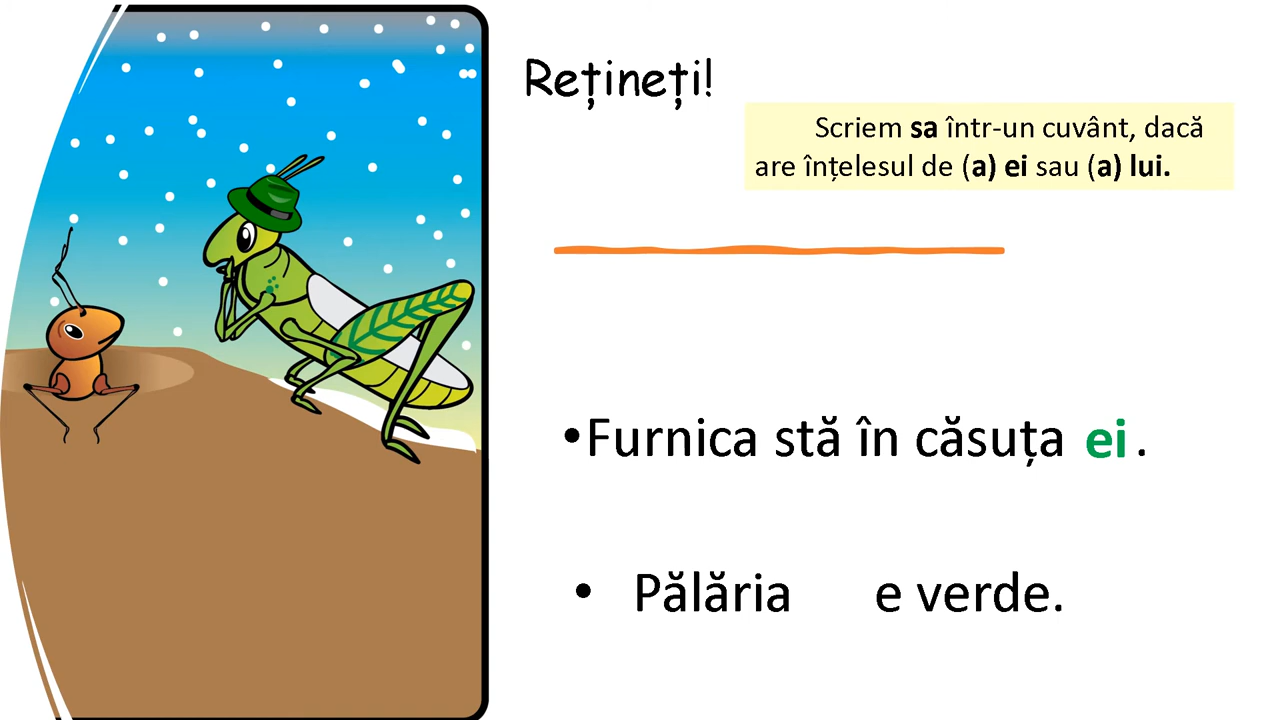 Rețineți!
Scriem sa într-un cuvânt, dacă
are înțelesul de (a) ei sau (a) lui.
•Furnica stă în căsuța ei .
• Pălăria e verde.